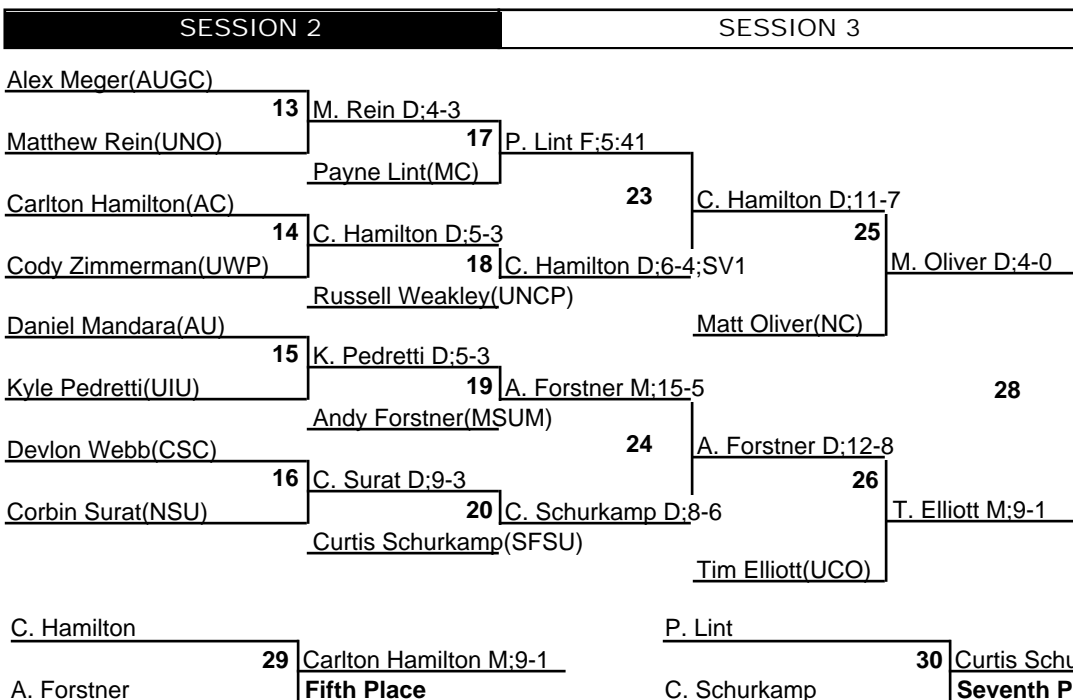 SESSION 2 SESSION 3
Alex Meger(AUGC)
13 M. Rein D;4-3
Matthew Rein(UNO) 17 P. Lint F;5:41
Payne Lint(MC)
Carlton Hamilton(AC) 23 C. Hamilton D;11-7
14 C. Hamilton D;5-3 25
Cody Zimmerman(UWP) 18 C. Hamilton D;6-4;SV1 M. Oliver D;4-0
Russell Weakley(UNCP)
Daniel Mandara(AU) Matt Oliver(NC)
15 K. Pedretti D;5-3
Kyle Pedretti(UIU) 19 A. Forstner M;15-5 28
Andy Forstner(MSUM)
Devlon Webb(CSC) 24 A. Forstner D;12-8
16 C. Surat D;9-3 26
Corbin Surat(NSU) 20 C. Schurkamp D;8-6 T. Elliott M;9-1
Curtis Schurkamp(SFSU)
Tim Elliott(UCO)
C. Hamilton P. Lint
29 Carlton Hamilton M;9-1 30 Curtis Schu
A. Forstner Fifth Place C. Schurkamp Seventh P